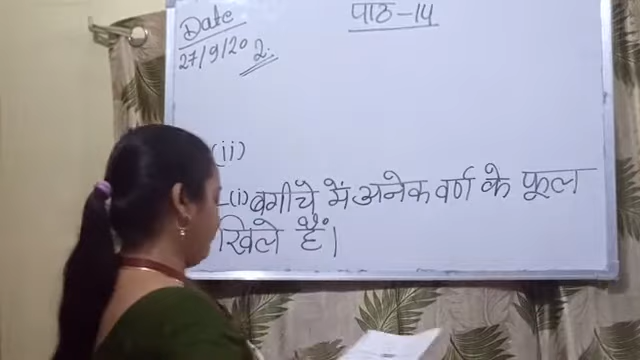 Date
27/9/20
पाठ-14
2.
(ii)
(i) बगीचे में अनेक वर्ण के फूल
खिले हैं।